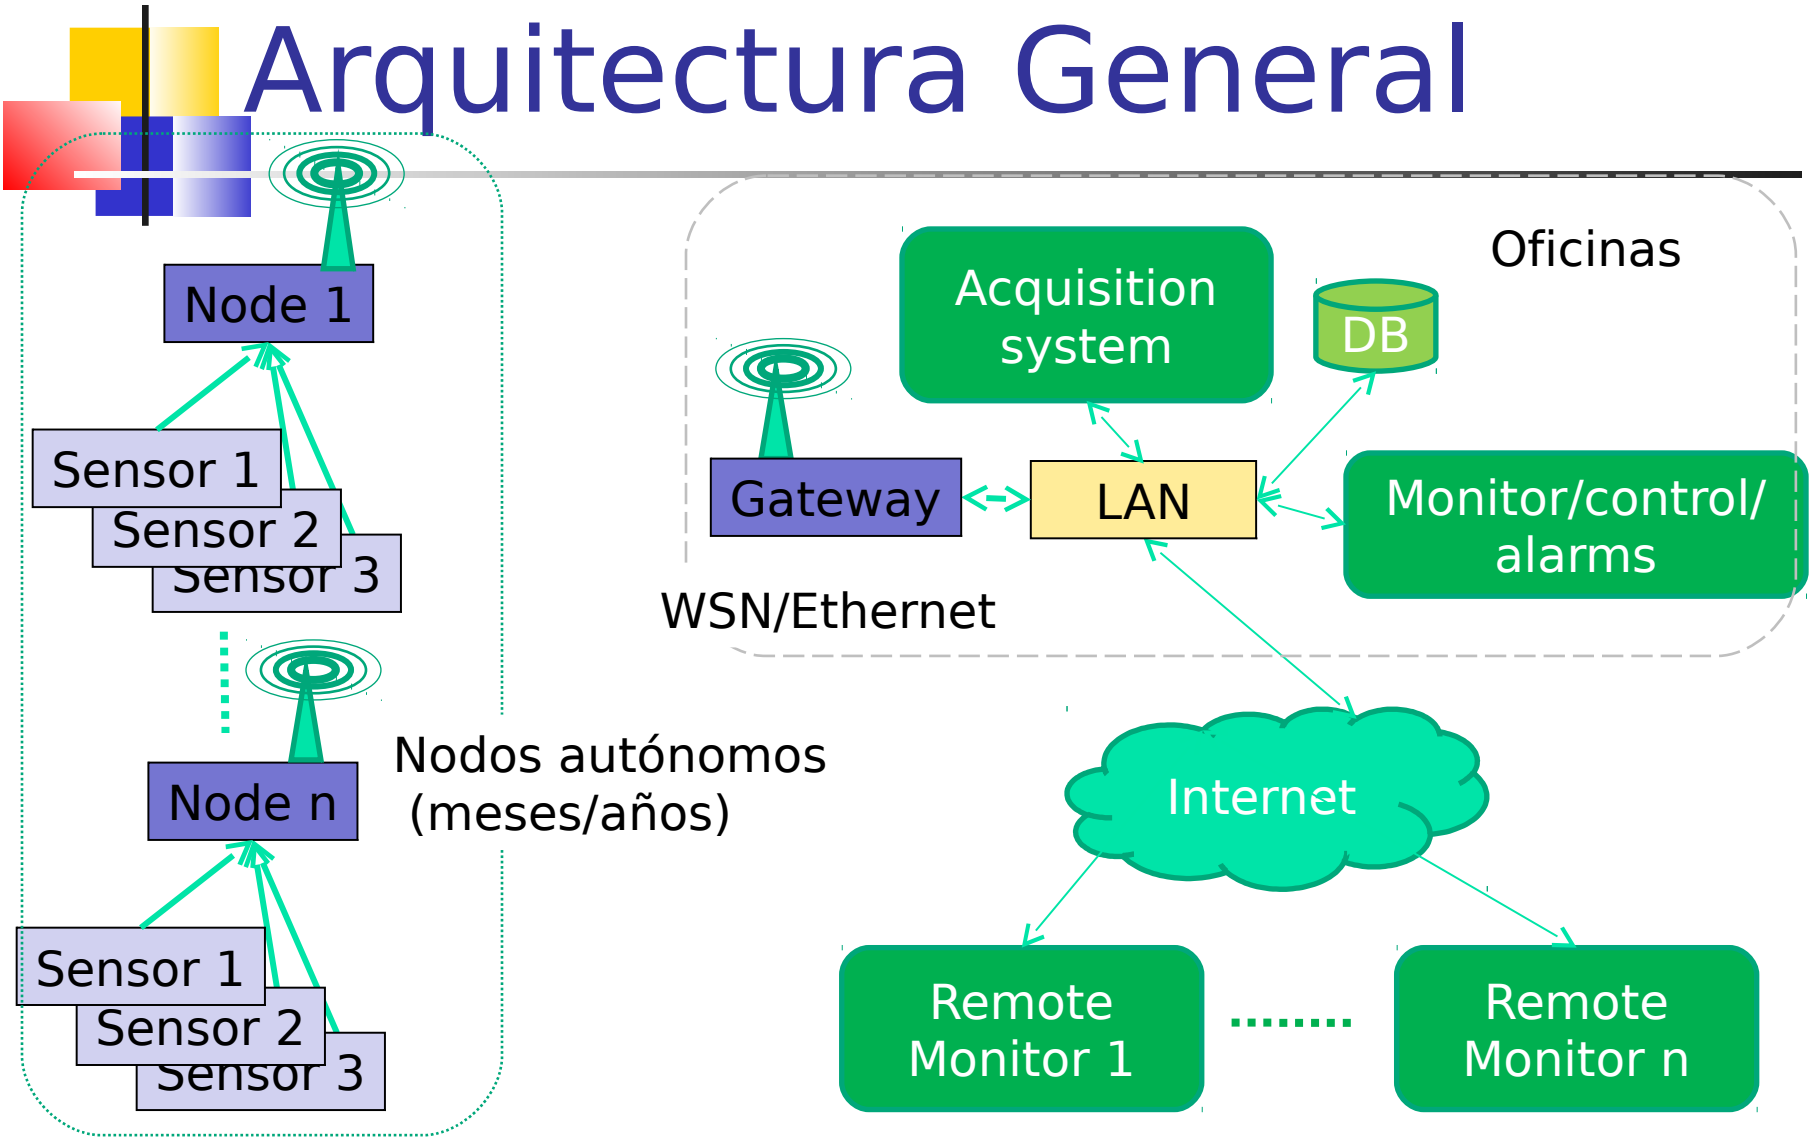 Arquitectura General
Node 1
Sensor 1
Sensor 2
Sensor 3
Node n
Sensor 1
Sensor 2
Sensor 3
Nodos autónomos
(meses/años)
Oficinas
Acquisition
system
DB
Gateway
LAN
Monitor/control/
alarms
WSN/Ethernet
Internet
Remote
Monitor 1
Remote
Monitor n